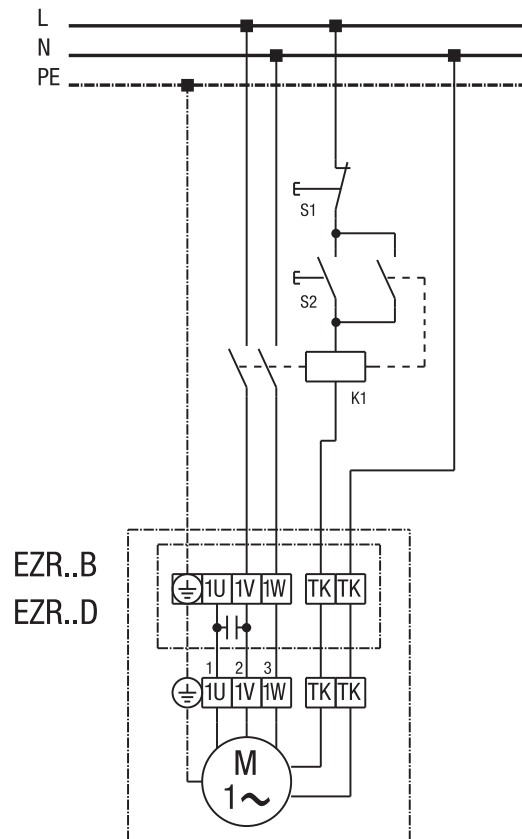 L
N
PE
S1
S2
K1
EZR..B
1U 1V 1W TK TK
EZR..D
1 2 3
1U 1V 1W TK TK
M
1~